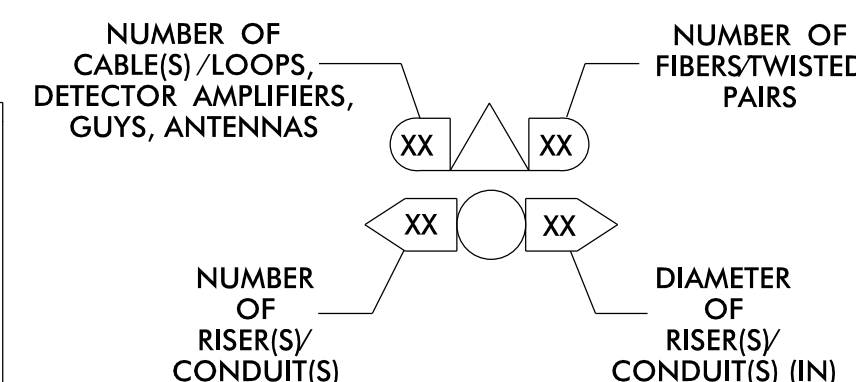 NUMBER OF
CABLE(S)/LOOPS,
DETECTOR AMPLIFIERS,
GUYS, ANTENNAS
NUMBER OF
FIBERS/TWISTED
PAIRS
XX
XX
XX
XX
NUMBER
OF
RISER(S)/
CONDUIT(S)
DIAMETER
OF
RISER(S)/
CONDUIT(S) (IN)